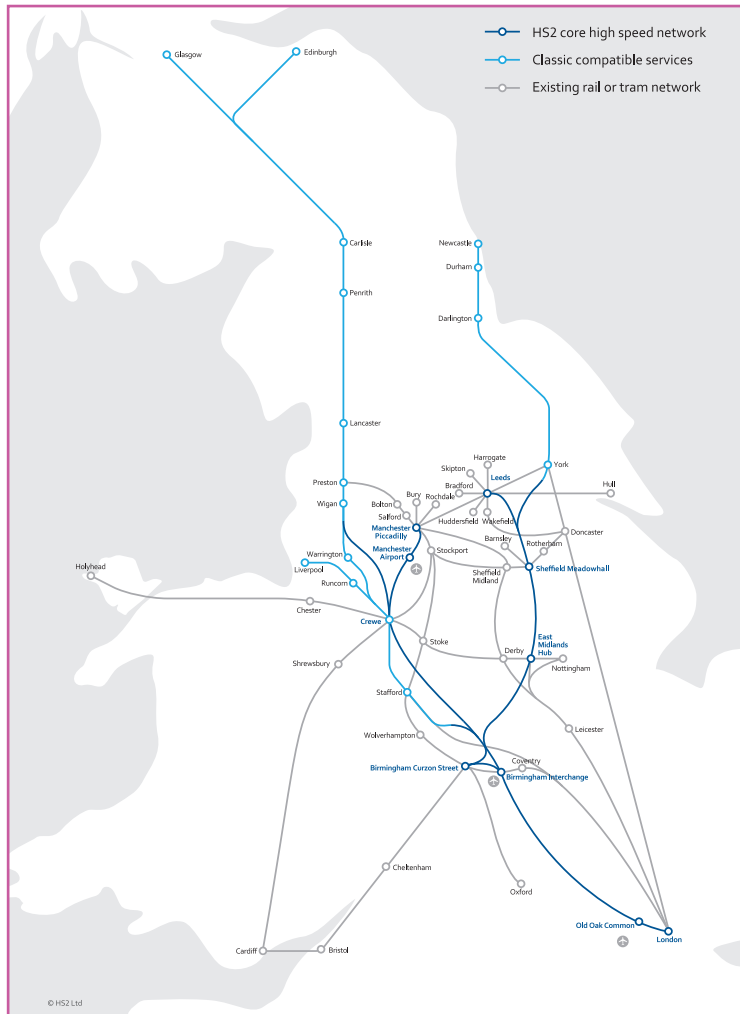 HS2 core high speed network
Classic compatible services
Existing rail or tram network
Glasgow
Edinburgh
Carlisle
Newcastle
Durham
Penrith
Darlington
Lancaster
Harrogate
York
Skipton
Leeds
Preston
Bradford
Hull
Bury
Wigan
Bolton
Rochdale
Salford
Huddersfield
Wakefield
Manchester
Piccadilly
Doncaster
Barnsley
Rotherham
Stockport
Manchester
Airport
Warrington
Liverpool
Holyhead
Sheffield
Midland
Sheffield Meadowhall
Runcorn
Chester
Crewe
Stoke
East
Midlands
Hub
Derby
Nottingham
Shrewsbury
Stafford
Leicester
Wolverhampton
Coventry
Birmingham Curzon Street
Birmingham Interchange
Cheltenham
Oxford
Old Oak Common
London
Cardiff
Bristol
© HS2 Ltd